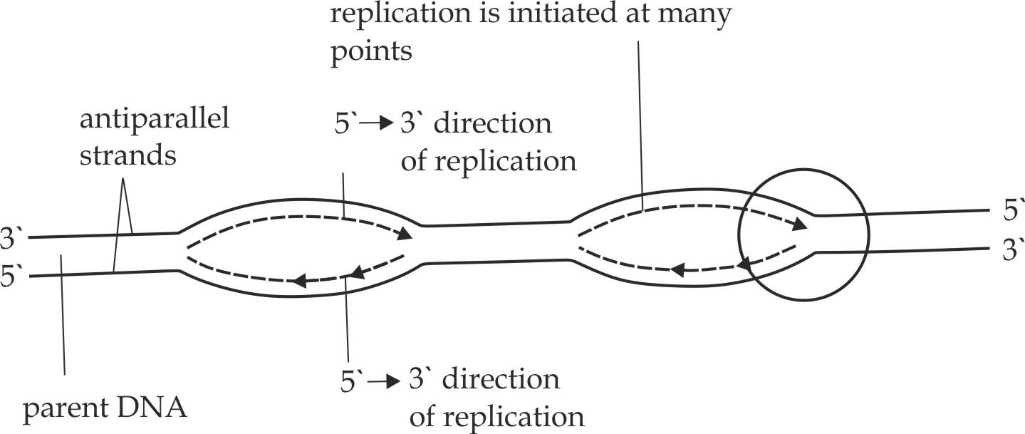 replication is initiated at many
points
antiparallel
strands
5`→3` direction
of replication
3`
5`
5`
3`
5`→3` direction
of replication
parent DNA